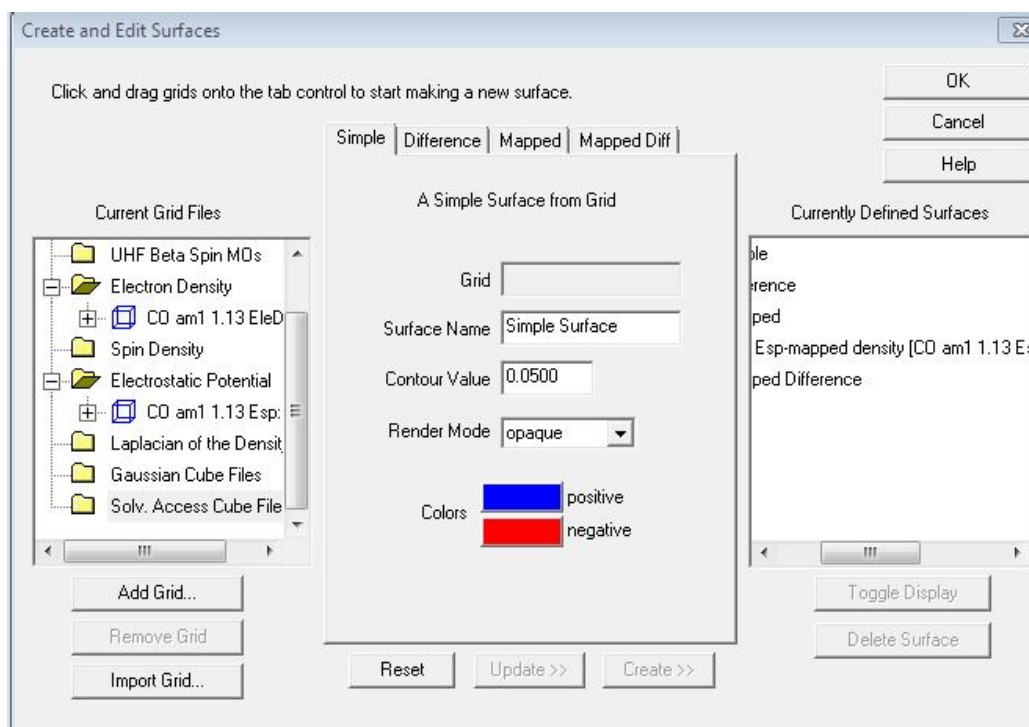 Create and Edit Surfaces
Click and drag grids onto the tab control to start making a new surface.
OK
Cancel
Help
Simple Difference Mapped Mapped Diff
Current Grid Files
UHF Beta Spin MOs
Electron Density
CO am1 1.13 EleD
Spin Density
Electrostatic Potential
CO am1 1.13 Esp:
Laplacian of the Densit
Gaussian Cube Files
Solv. Access Cube File
Add Grid...
Remove Grid
Import Grid...
A Simple Surface from Grid
Grid
Surface Name Simple Surface
Contour Value 0.0500
Render Mode opaque
Colors
positive
negative
Reset Update >> Create >>
Currently Defined Surfaces
ple
erence
ped
Esp-mapped density [CO am1 1.13 Es
ped Difference
Toggle Display
Delete Surface